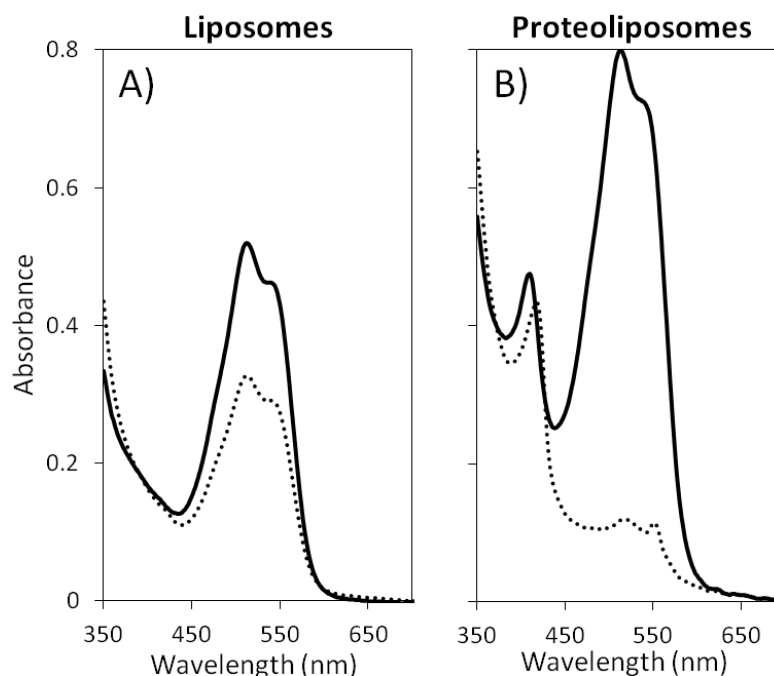 Liposomes
Proteoliposomes
A)
B)
Absorbance
0.8
0.6
0.4
0.2
0
350 450 550 650
350 450 550 650
Wavelength (nm)
Wavelength (nm)